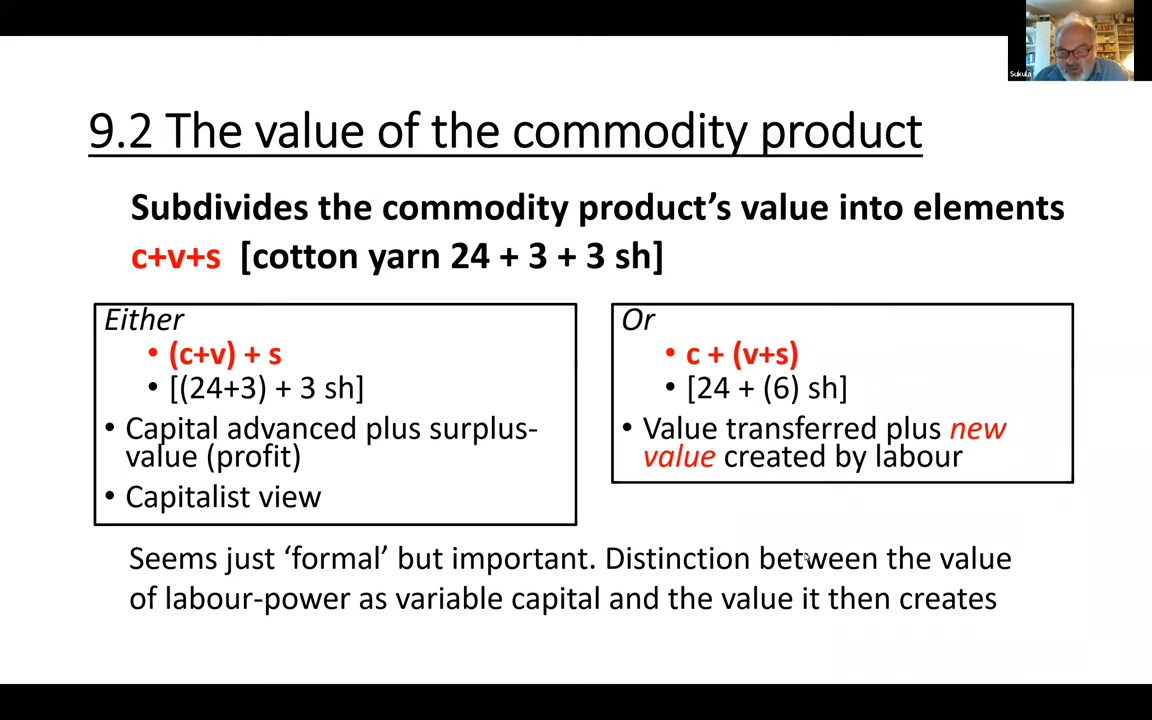 Sukula
9.2 The value of the commodity product
Subdivides the commodity product’s value into elements
c+v+s [cotton yarn 24 + 3 + 3 sh]
Either
• (c+v) + s
• [(24+3) + 3 sh]
• Capital advanced plus surplus-
value (profit)
• Capitalist view
Or
• c + (v+s)
• [24 + (6) sh]
• Value transferred plus new
value created by labour
Seems just ‘formal’ but important. Distinction between the value
of labour-power as variable capital and the value it then creates